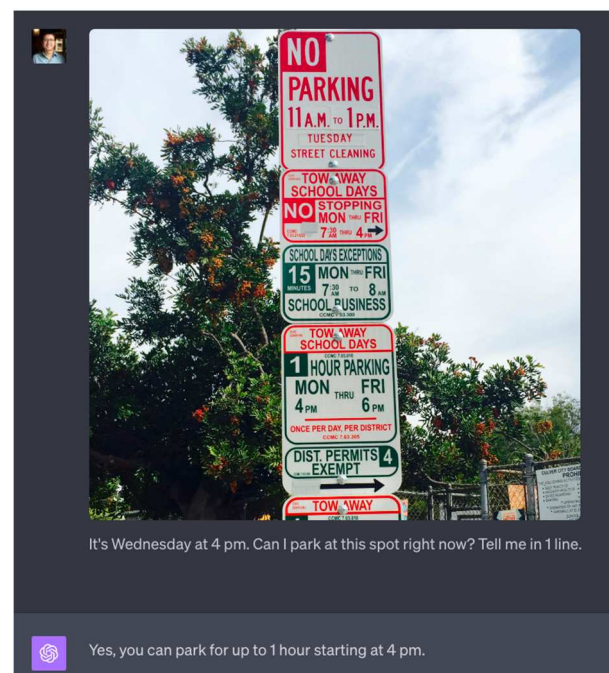 NO
PARKING
11 A.M. TO 1 P.M.
TUESDAY
STREET CLEANING
TOW-AWAY
SCHOOL DAYS
NO STOPPING
MON THRU FRI
7:30 AM THRU 4 PM
SCHOOL DAYS EXCEPTIONS
15 MINUTES
MON THRU FRI
7:30 AM TO 8 AM
SCHOOL BUSINESS
TOW-AWAY
SCHOOL DAYS
1 HOUR PARKING
MON THRU FRI
4 PM 6 PM
ONCE PER DAY, PER DISTRICT
DIST. PERMITS 4
EXEMPT
TOW-AWAY
It's Wednesday at 4 pm. Can I park at this spot right now? Tell me in 1 line.
Yes, you can park for up to 1 hour starting at 4 pm.